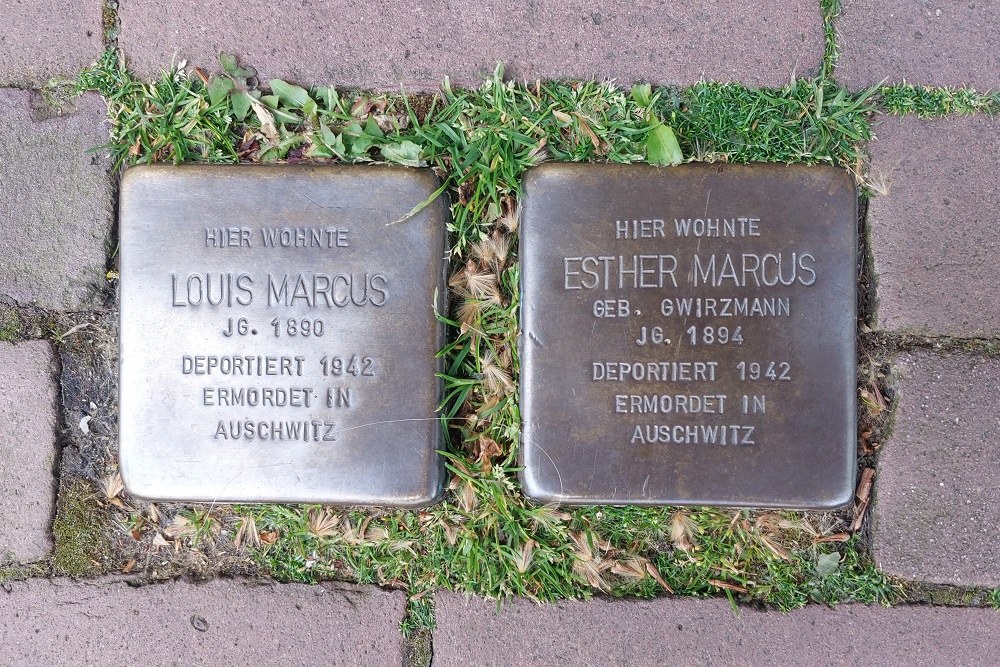 HIER WOHNTE
LOUIS MARCUS
JG. 1890
DEPORTIERT 1942
ERMORDET IN
AUSCHWITZ
HIER WOHNTE
ESTHER MARCUS
GEB. GWIRZMANN
JG. 1894
DEPORTIERT 1942
ERMORDET IN
AUSCHWITZ